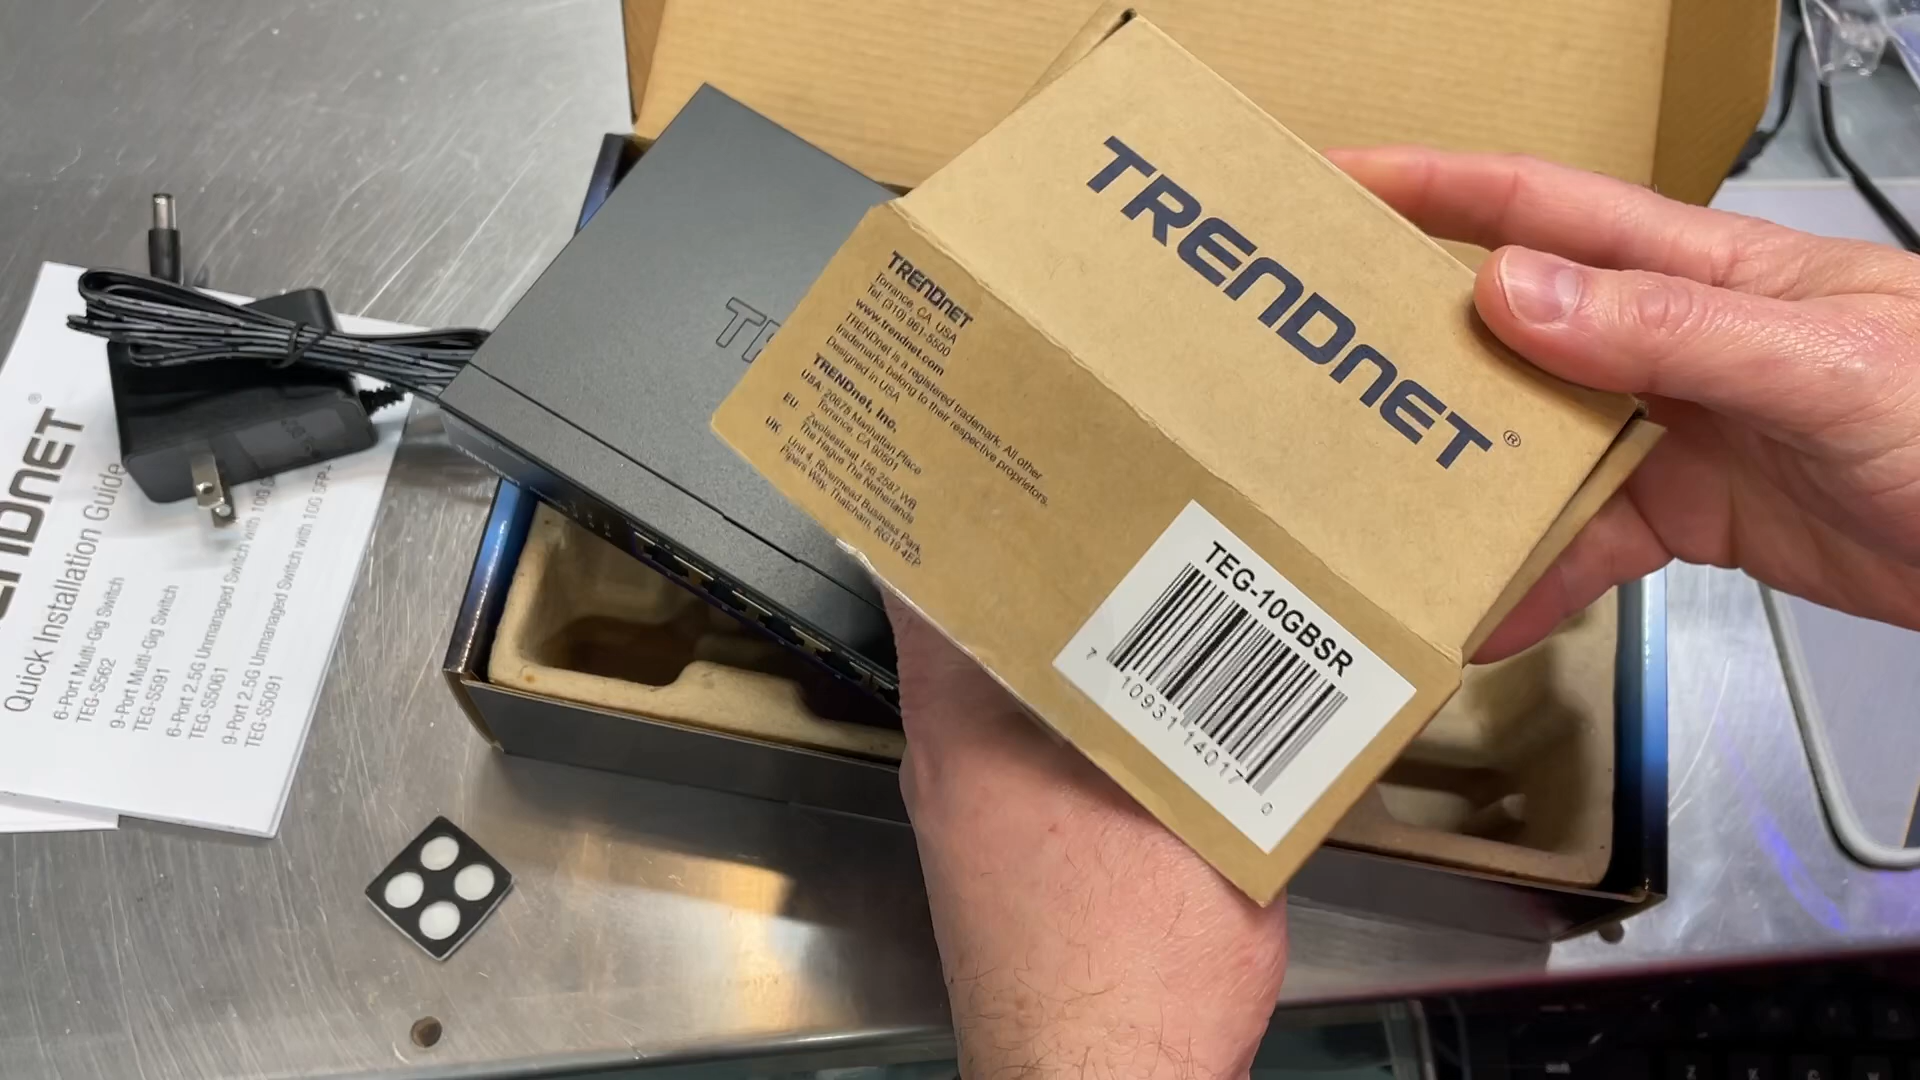 TRENDNET®
TRENDNET
Torrance, CA. USA
Tel: (310) 961-5500
www.trendnet.com
TRENDnet is a registered trademark. All other
trademarks belong to their respective proprietors.
Designed in USA
TRENDnet, Inc.
USA: 20675 Manhattan Place
Torrance, CA 90501
EU: Zwolsestraat 156 2587 WB
The Hague The Netherlands
UK: Unit 4, Rivermead Business Park,
Pipers Way, Thatcham, RG19 4EP
TEG-10GBSR
7 10931 14017 0
ENDNET®
Quick Installation Guide
6-Port Multi-Gig Switch
TEG-S562
9-Port Multi-Gig Switch
TEG-S591
6-Port 2.5G Unmanaged Switch with 10G
TEG-S5061
9-Port 2.5G Unmanaged Switch with 10G SFP+
TEG-S5091